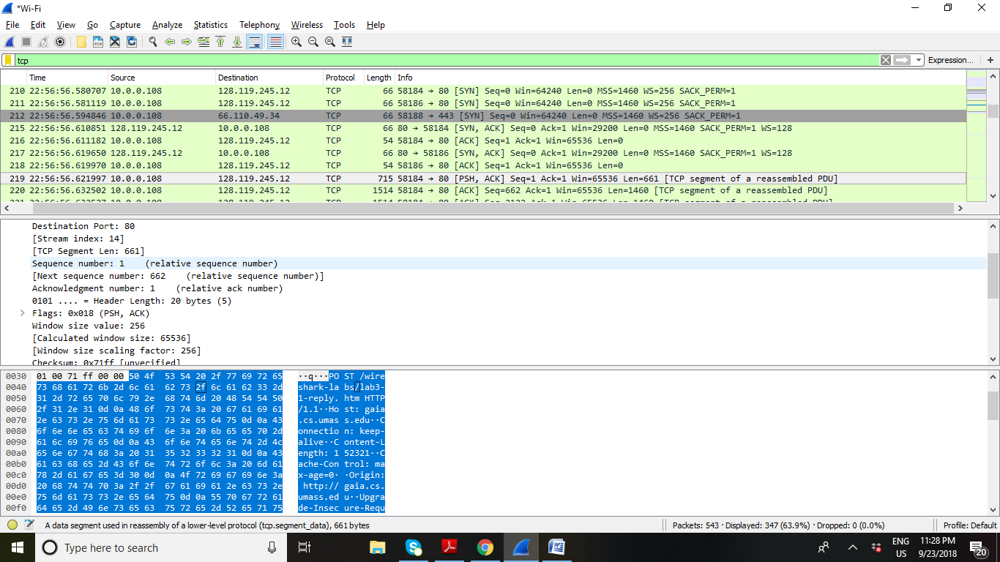 *Wi-Fi
File Edit View Go Capture Analyze Statistics Telephony Wireless Tools Help
tcp Expression... +
Time Source Destination Protocol Length Info
210 22:56:56.580707 10.0.0.108 128.119.245.12 TCP 66 58184 → 80 [SYN] Seq=0 Win=64240 Len=0 MSS=1460 WS=256 SACK_PERM=1
211 22:56:56.581119 10.0.0.108 128.119.245.12 TCP 66 58186 → 80 [SYN] Seq=0 Win=64240 Len=0 MSS=1460 WS=256 SACK_PERM=1
212 22:56:56.594846 10.0.0.108 66.110.49.34 TCP 66 58188 → 443 [SYN] Seq=0 Win=64240 Len=0 MSS=1460 WS=256 SACK_PERM=1
215 22:56:56.610851 128.119.245.12 10.0.0.108 TCP 66 80 → 58184 [SYN, ACK] Seq=0 Ack=1 Win=29200 Len=0 MSS=1460 SACK_PERM=1 WS=128
216 22:56:56.611182 10.0.0.108 128.119.245.12 TCP 54 58184 → 80 [ACK] Seq=1 Ack=1 Win=65536 Len=0
217 22:56:56.619650 128.119.245.12 10.0.0.108 TCP 66 80 → 58186 [SYN, ACK] Seq=0 Ack=1 Win=29200 Len=0 MSS=1460 SACK_PERM=1 WS=128
218 22:56:56.619970 10.0.0.108 128.119.245.12 TCP 54 58186 → 80 [ACK] Seq=1 Ack=1 Win=65536 Len=0
219 22:56:56.621997 10.0.0.108 128.119.245.12 TCP 715 58184 → 80 [PSH, ACK] Seq=1 Ack=1 Win=65536 Len=661 [TCP segment of a reassembled PDU]
220 22:56:56.632502 10.0.0.108 128.119.245.12 TCP 1514 58184 → 80 [ACK] Seq=662 Ack=1 Win=65536 Len=1460 [TCP segment of a reassembled PDU]
221 22:56:56.632527 10.0.0.108 128.119.245.12 TCP 1514 58184 → 80 [ACK] Seq=2122 Ack=1 Win=65536 Len=1460 [TCP segment of a reassembled PDU]
Destination Port: 80
[Stream index: 14]
[TCP Segment Len: 661]
Sequence number: 1 (relative sequence number)
[Next sequence number: 662 (relative sequence number)]
Acknowledgment number: 1 (relative ack number)
0101 .... = Header Length: 20 bytes (5)
Flags: 0x018 (PSH, ACK)
Window size value: 256
[Calculated window size: 65536]
[Window size scaling factor: 256]
Checksum: 0x71ff [unverified]
0030 01 00 71 ff 00 00 50 4f 53 54 20 2f 77 69 72 65 ··q···PO ST /wire
0040 73 68 61 72 6b 2d 6c 61 62 73 2f 6c 61 62 33 2d shark-la bs/lab3-
0050 31 2d 72 65 70 6c 79 2e 68 74 6d 20 48 54 54 50 1-reply. htm HTTP
0060 2f 31 2e 31 0d 0a 48 6f 73 74 3a 20 67 61 69 61 /1.1··Ho st: gaia
0070 2e 63 73 2e 75 6d 61 73 73 2e 65 64 75 0d 0a 43 .cs.umas s.edu··C
0080 6f 6e 6e 65 63 74 69 6f 6e 3a 20 6b 65 65 70 2d onnectio n: keep-
0090 61 6c 69 76 65 0d 0a 43 6f 6e 74 65 6e 74 2d 4c alive··C ontent-L
00a0 65 6e 67 74 68 3a 20 31 35 32 33 32 31 0d 0a 43 ength: 1 52321··C
00b0 61 63 68 65 2d 43 6f 6e 74 72 6f 6c 3a 20 6d 61 ache-Con trol: ma
00c0 78 2d 61 67 65 3d 30 0d 0a 4f 72 69 67 69 6e 3a x-age=0· ·Origin:
00d0 20 68 74 74 70 3a 2f 2f 67 61 69 61 2e 63 73 2e http:// gaia.cs.
00e0 75 6d 61 73 73 2e 65 64 75 0d 0a 55 70 67 72 61 umass.ed u··Upgra
00f0 64 65 2d 49 6e 73 65 63 75 72 65 2d 52 65 71 75 de-Insec ure-Requ
A data segment used in reassembly of a lower-level protocol (tcp.segment_data), 661 bytes Packets: 543 · Displayed: 347 (63.9%) · Dropped: 0 (0.0%) Profile: Default
Type here to search ENG 11:28 PM
US 9/23/2018 20